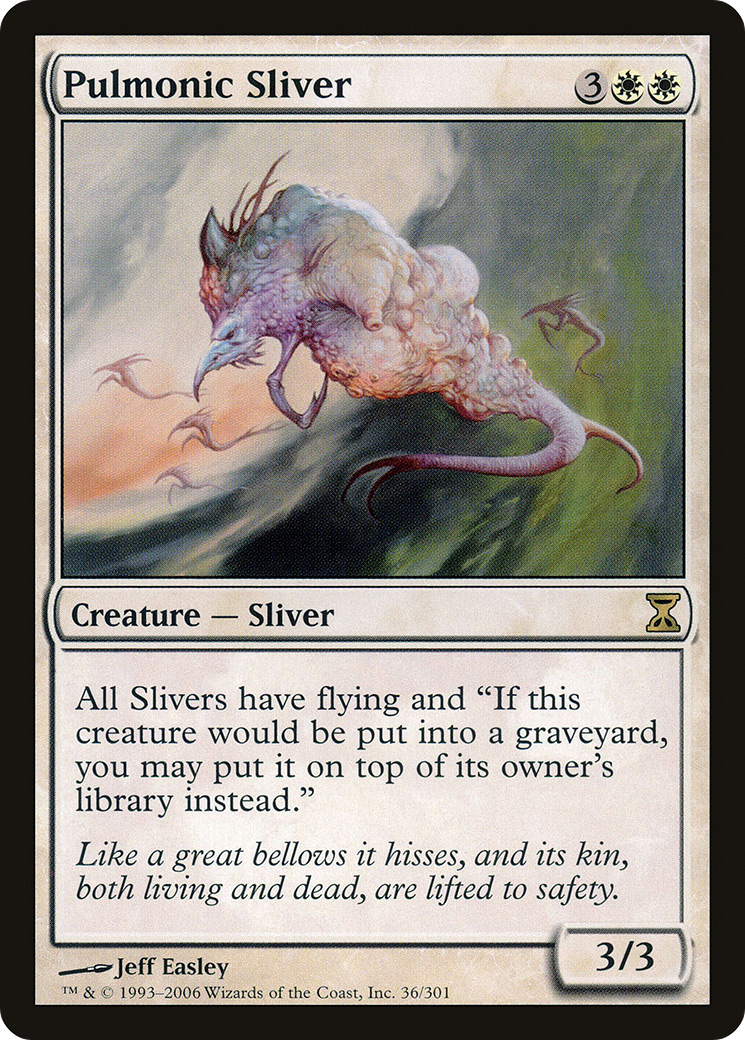 Pulmonic Sliver
3
Creature — Sliver
All Slivers have flying and “If this
creature would be put into a graveyard,
you may put it on top of its owner’s
library instead.”
Like a great bellows it hisses, and its kin,
both living and dead, are lifted to safety.
3/3
Jeff Easley
™ & © 1993–2006 Wizards of the Coast, Inc. 36/301